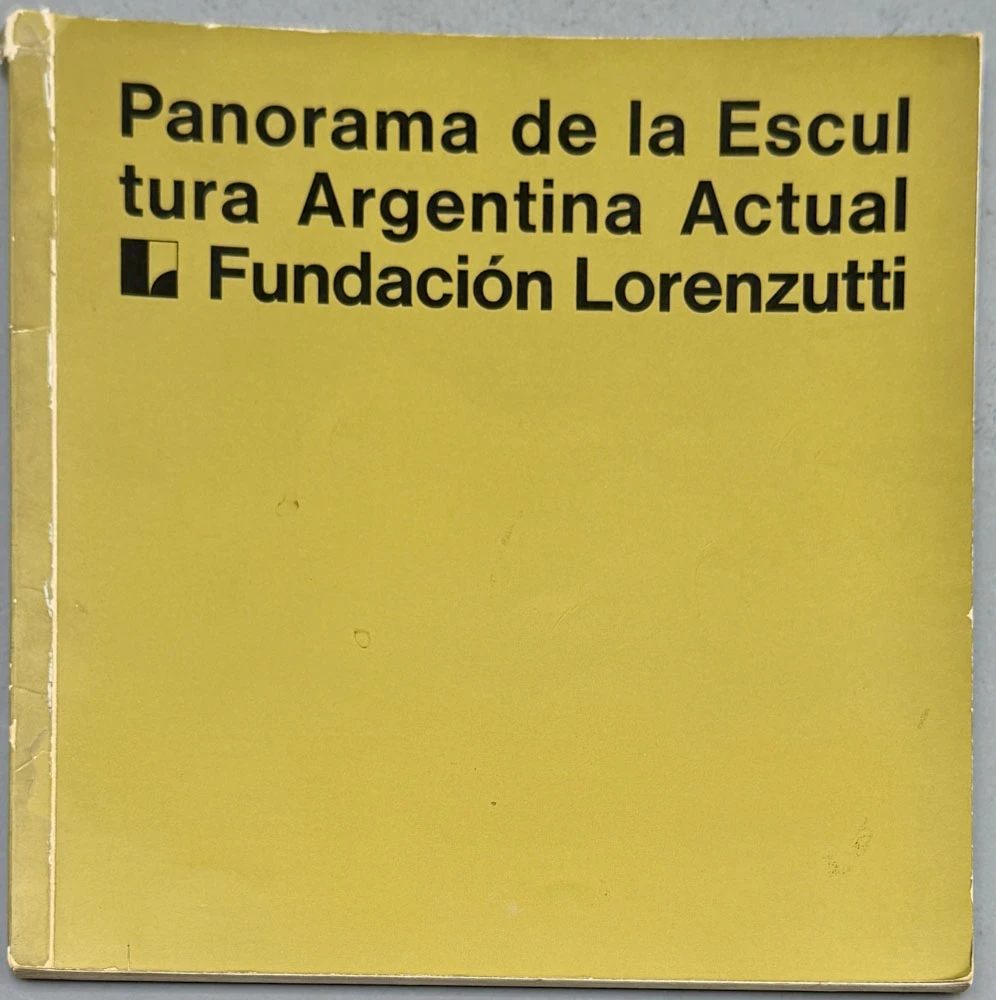 Panorama de la Escul
tura Argentina Actual
Fundación Lorenzutti